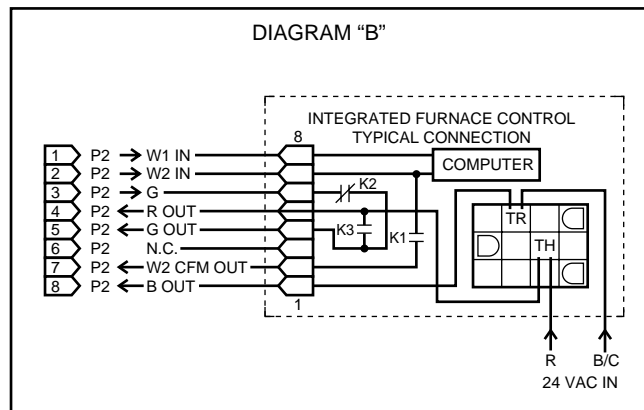 DIAGRAM “B”
INTEGRATED FURNACE CONTROL
TYPICAL CONNECTION
8
1 P2 W1 IN
COMPUTER
2 P2 W2 IN
3 P2 G
K2
4 P2 R OUT
TR
5 P2 G OUT
K3
K1
TH
6 P2 N.C.
7 P2 W2 CFM OUT
8 P2 B OUT
1
R B/C
24 VAC IN